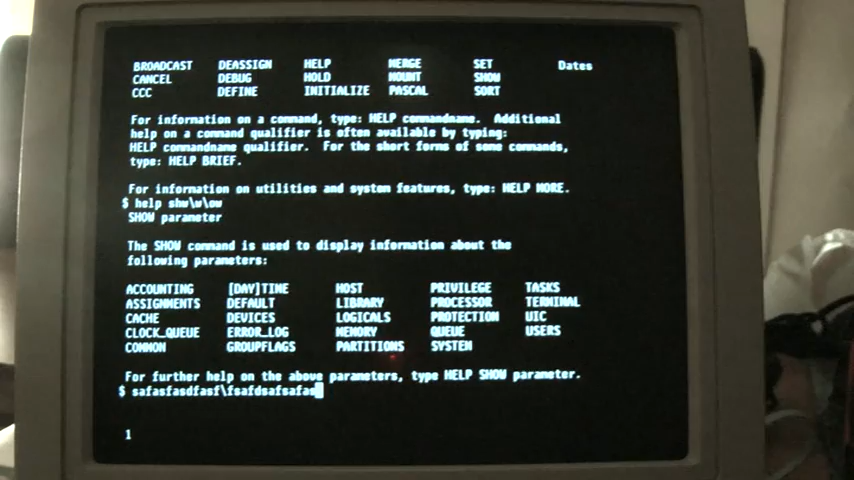 BROADCAST DEASSIGN HELP MERGE SET Dates
CANCEL DEBUG HOLD MOUNT SHOW
CCC DEFINE INITIALIZE PASCAL SORT
For information on a command, type: HELP commandname. Additional
help on a command qualifier is often available by typing:
HELP commandname qualifier. For the short forms of some commands,
type: HELP BRIEF.
For information on utilities and system features, type: HELP MORE.
$ help shw\w\ow
SHOW parameter
The SHOW command is used to display information about the
following parameters:
ACCOUNTING [DAY]TIME HOST PRIVILEGE TASKS
ASSIGNMENTS DEFAULT LIBRARY PROCESSOR TERMINAL
CACHE DEVICES LOGICALS PROTECTION UIC
CLOCK_QUEUE ERROR_LOG MEMORY QUEUE USERS
COMMON GROUPFLAGS PARTITIONS SYSTEM
For further help on the above parameters, type HELP SHOW parameter.
$ safasfasdfasf\fsafdsafsafas
1